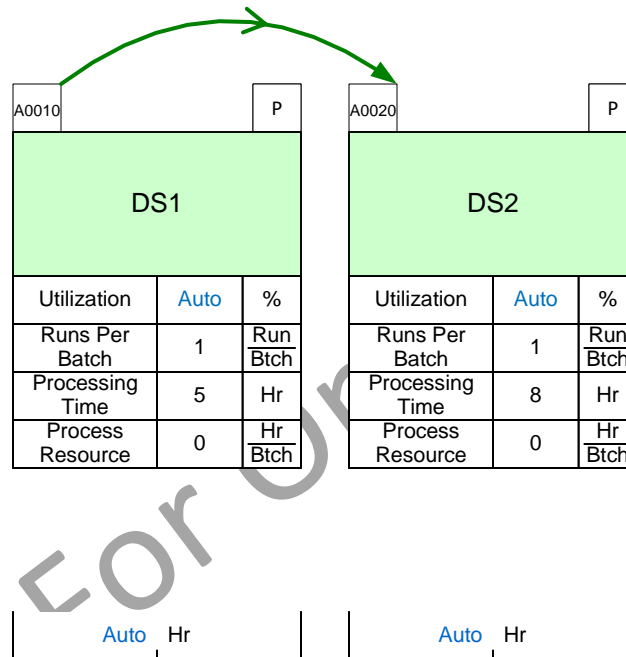 A0010 P A0020 P
DS1 DS2
Utilization Auto % Utilization Auto %
Runs Per Batch 1 Run Btch Runs Per Batch 1 Run Btch
Processing Time 5 Hr Processing Time 8 Hr
Process Resource 0 Hr Btch Process Resource 0 Hr Btch
For
Auto Hr Auto Hr